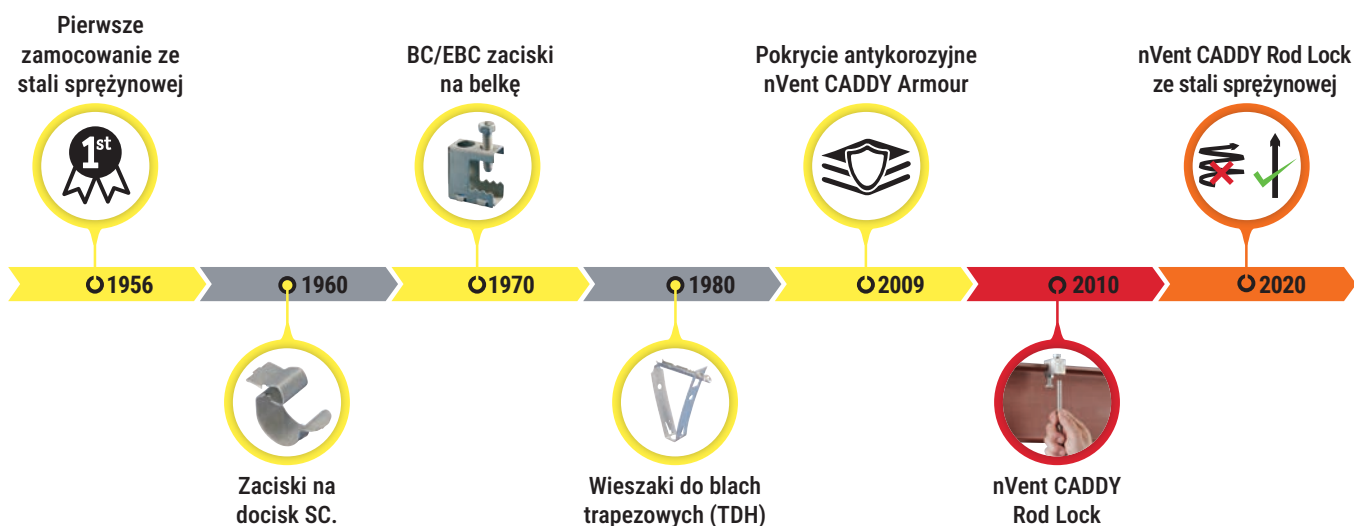 Pierwsze
zamocowanie ze
stali sprężynowej
BC/EBC zaciski
na belkę
Pokrycie antykorozyjne
nVent CADDY Armour
nVent CADDY Rod Lock
ze stali sprężynowej
1st
1956
1960
1970
1980
2009
2010
2020
Zaciski na
docisk SC.
Wieszaki do blach
trapezowych (TDH)
nVent CADDY
Rod Lock